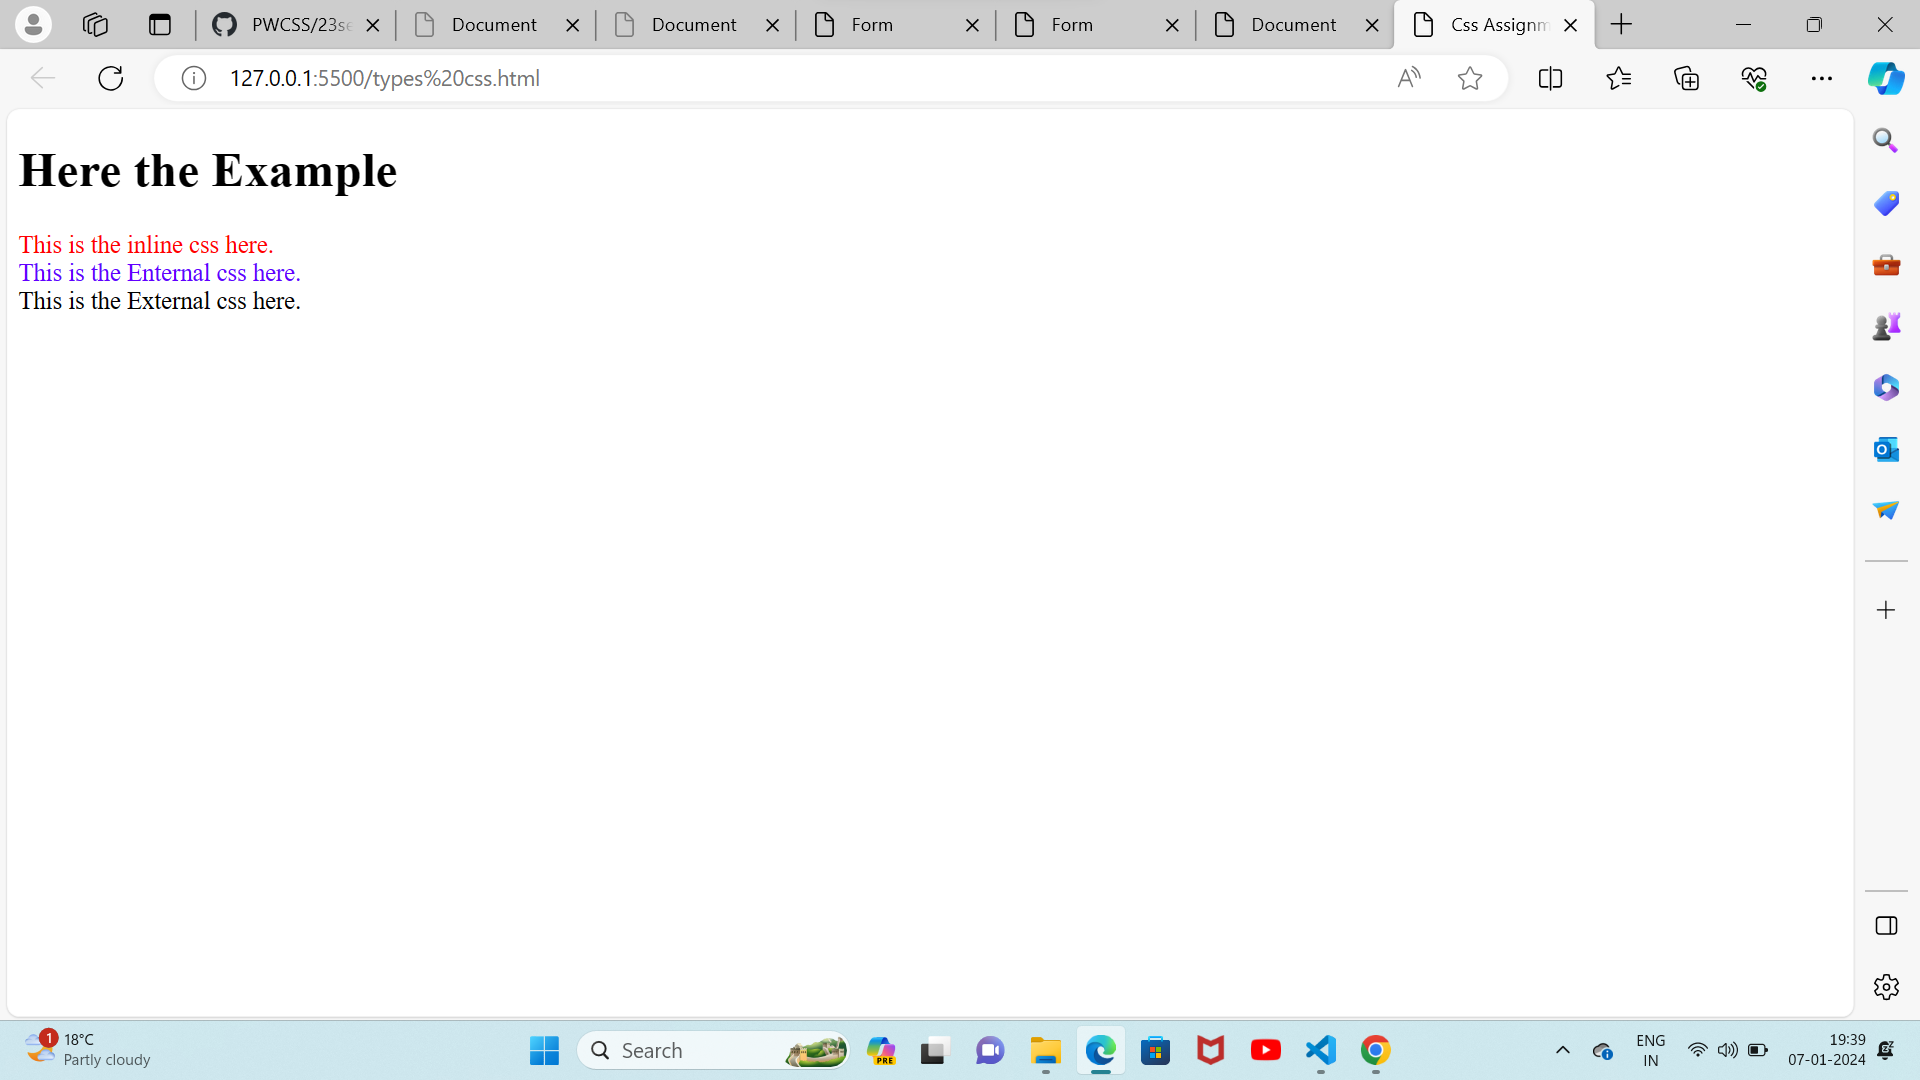 PWCSS/23se
Document
Document
Form
Form
Document
Css Assignm
127.0.0.1:5500/types%20css.html
Here the Example
This is the inline css here.
This is the Enternal css here.
This is the External css here.
1
18°C
Partly cloudy
Search
PRE
ENG
IN
19:39
07-01-2024